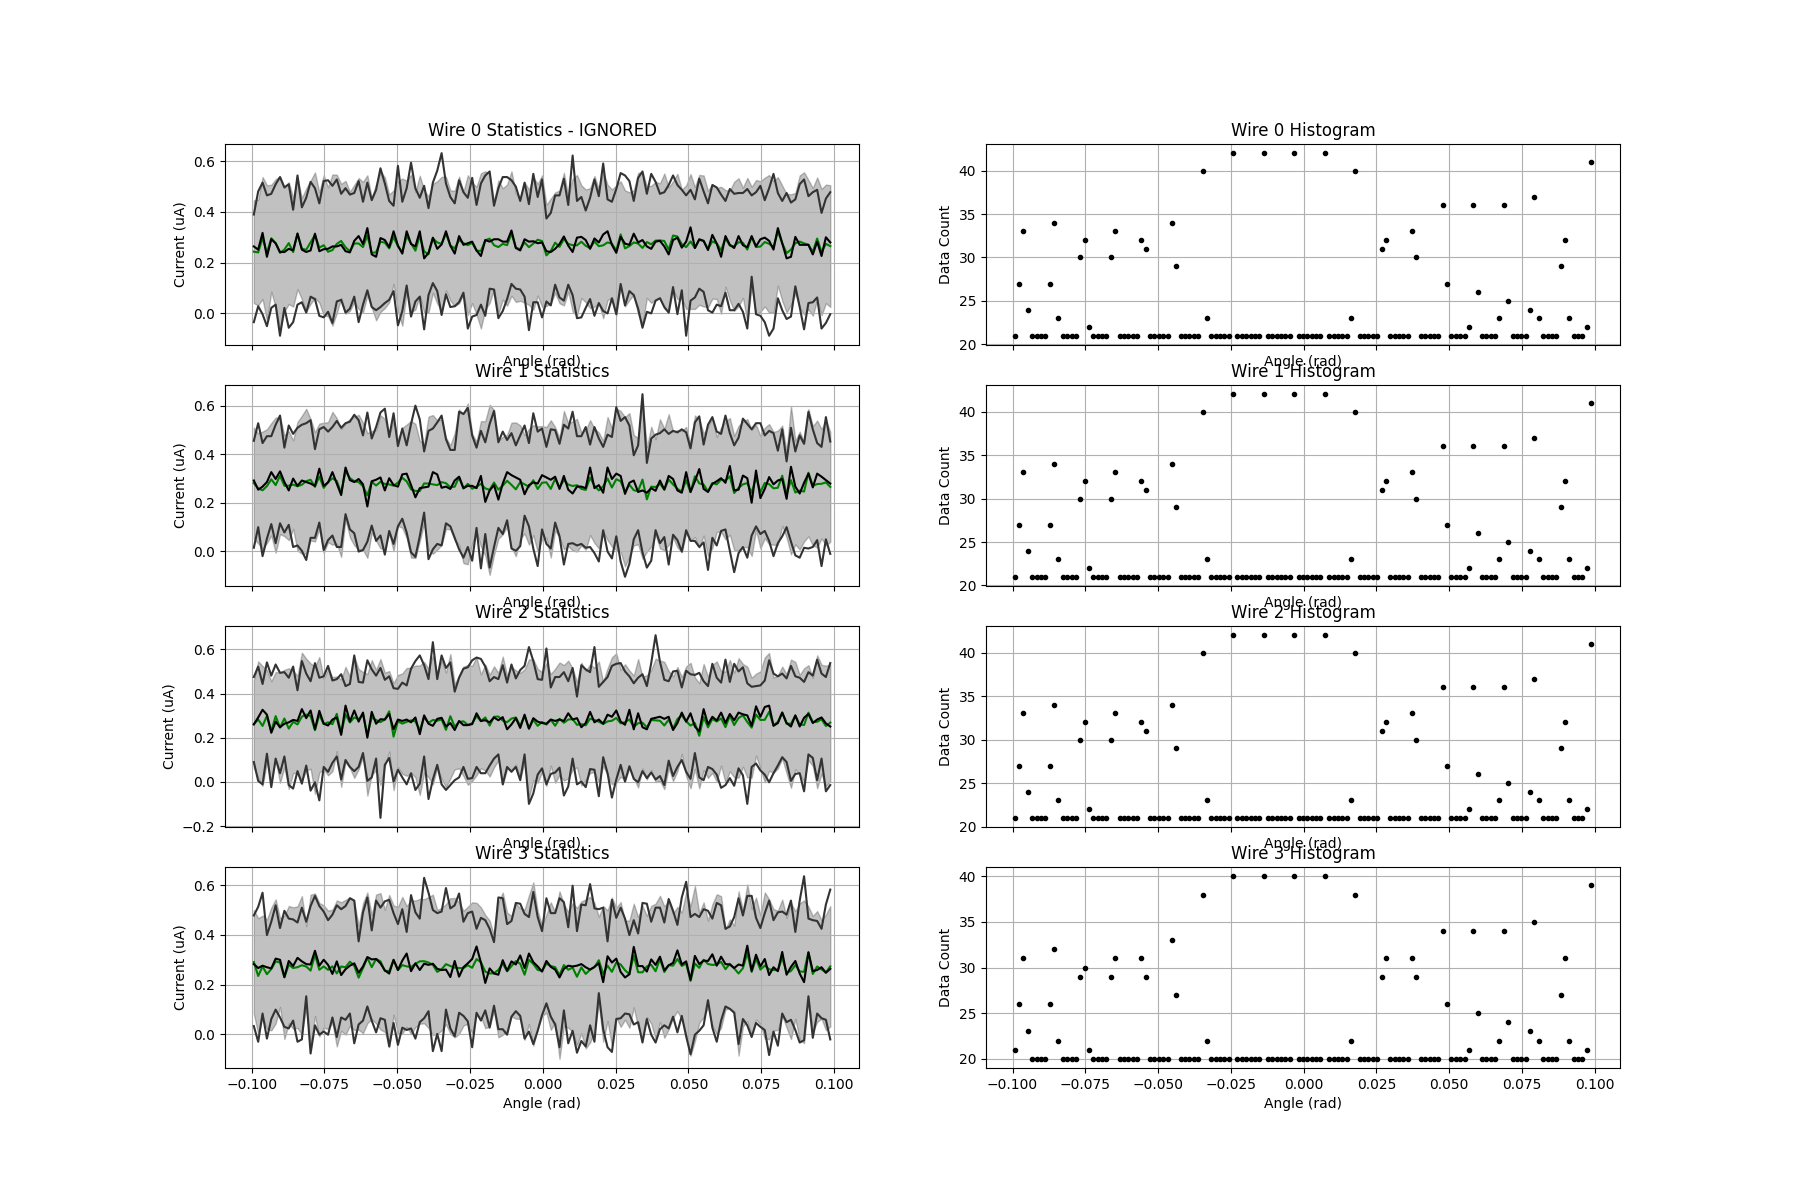 Wire 0 Statistics - IGNORED
Current (uA)
0.6
0.4
0.2
0.0
Angle (rad)
Wire 0 Histogram
Data Count
40
35
30
25
20
Angle (rad)
Wire 1 Statistics
Current (uA)
0.6
0.4
0.2
0.0
Angle (rad)
Wire 1 Histogram
Data Count
40
35
30
25
20
Angle (rad)
Wire 2 Statistics
Current (uA)
0.6
0.4
0.2
0.0
−0.2
Angle (rad)
Wire 2 Histogram
Data Count
40
35
30
25
20
Angle (rad)
Wire 3 Statistics
Current (uA)
0.6
0.4
0.2
0.0
−0.100 −0.075 −0.050 −0.025 0.000 0.025 0.050 0.075 0.100
Angle (rad)
Wire 3 Histogram
Data Count
40
35
30
25
20
−0.100 −0.075 −0.050 −0.025 0.000 0.025 0.050 0.075 0.100
Angle (rad)